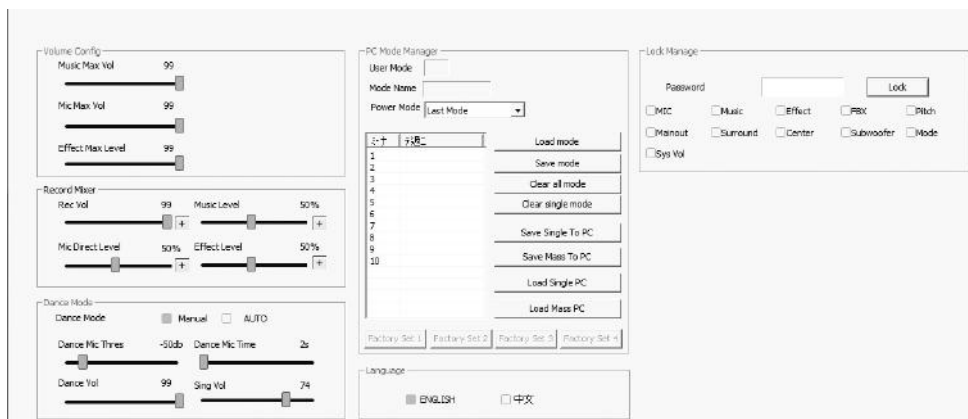 Volume Config
Music Max Vol 99
Mic Max Vol 99
Effect Max Level 99
Record Mixer
Rec Vol 99 + Music Level 50% +
Mic Direct Level 50% + Effect Level 50% +
Dance Mode
Dance Mode Manual AUTO
Dance Mic Thres -50db Dance Mic Time 2s
Dance Vol 99 Sing Vol 74
PC Mode Manager
User Mode
Mode Name
Power Mode Last Mode
1
2
3
4
5
6
7
8
9
10
Load mode
Save mode
Clear all mode
Clear single mode
Save Single To PC
Save Mass To PC
Load Single PC
Load Mass PC
Factory Set 1 Factory Set 2 Factory Set 3 Factory Set 4
Language
ENGLISH 中文
Lock Manage
Password Lock
MIC Music Effect FBX Pitch
Mainout Surround Center Subwoofer Mode
Sys Vol